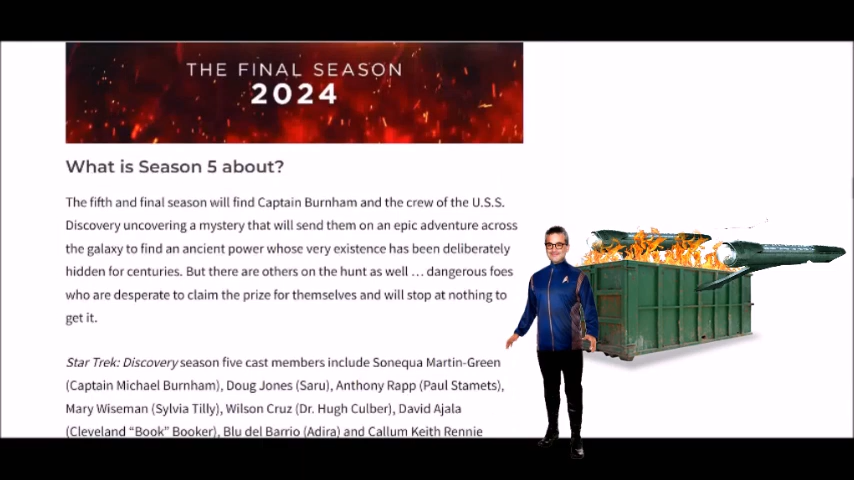 THE FINAL SEASON
2024
What is Season 5 about?
The fifth and final season will find Captain Burnham and the crew of the U.S.S.
Discovery uncovering a mystery that will send them on an epic adventure across
the galaxy to find an ancient power whose very existence has been deliberately
hidden for centuries. But there are others on the hunt as well … dangerous foes
who are desperate to claim the prize for themselves and will stop at nothing to
get it.
Star Trek: Discovery season five cast members include Sonequa Martin-Green
(Captain Michael Burnham), Doug Jones (Saru), Anthony Rapp (Paul Stamets),
Mary Wiseman (Sylvia Tilly), Wilson Cruz (Dr. Hugh Culber), David Ajala
(Cleveland “Book” Booker), Blu del Barrio (Adira) and Callum Keith Rennie